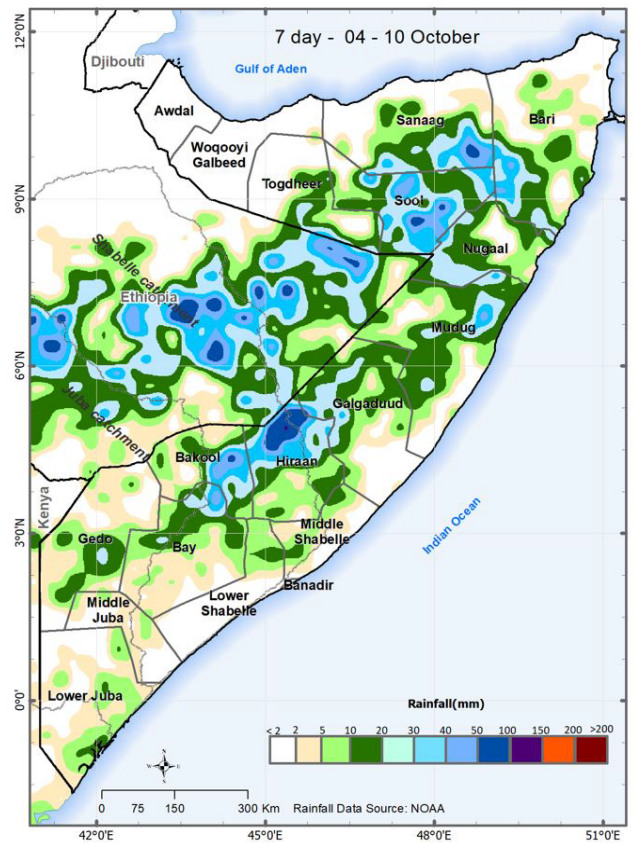 7 day - 04 - 10 October
Gulf of Aden
Djibouti
Awdal
Woqooyi
Galbeed
Togdheer
Sanaag
Bari
Sool
Nugaal
Shabelle catchment
Ethiopia
Mudug
Juba catchment
Galgaduud
Bakool
Hiraan
Kenya
Indian Ocean
Gedo
Bay
Middle
Shabelle
Banadir
Lower
Shabelle
Middle
Juba
Lower Juba
Rainfall(mm)
< 2 2 5 10 20 30 40 50 100 150 200 >200
N
W E
S
0 75 150 300 Km
Rainfall Data Source: NOAA
12°0'N
9°0'N
6°0'N
3°0'N
0°0'
42°0'E 45°0'E 48°0'E 51°0'E